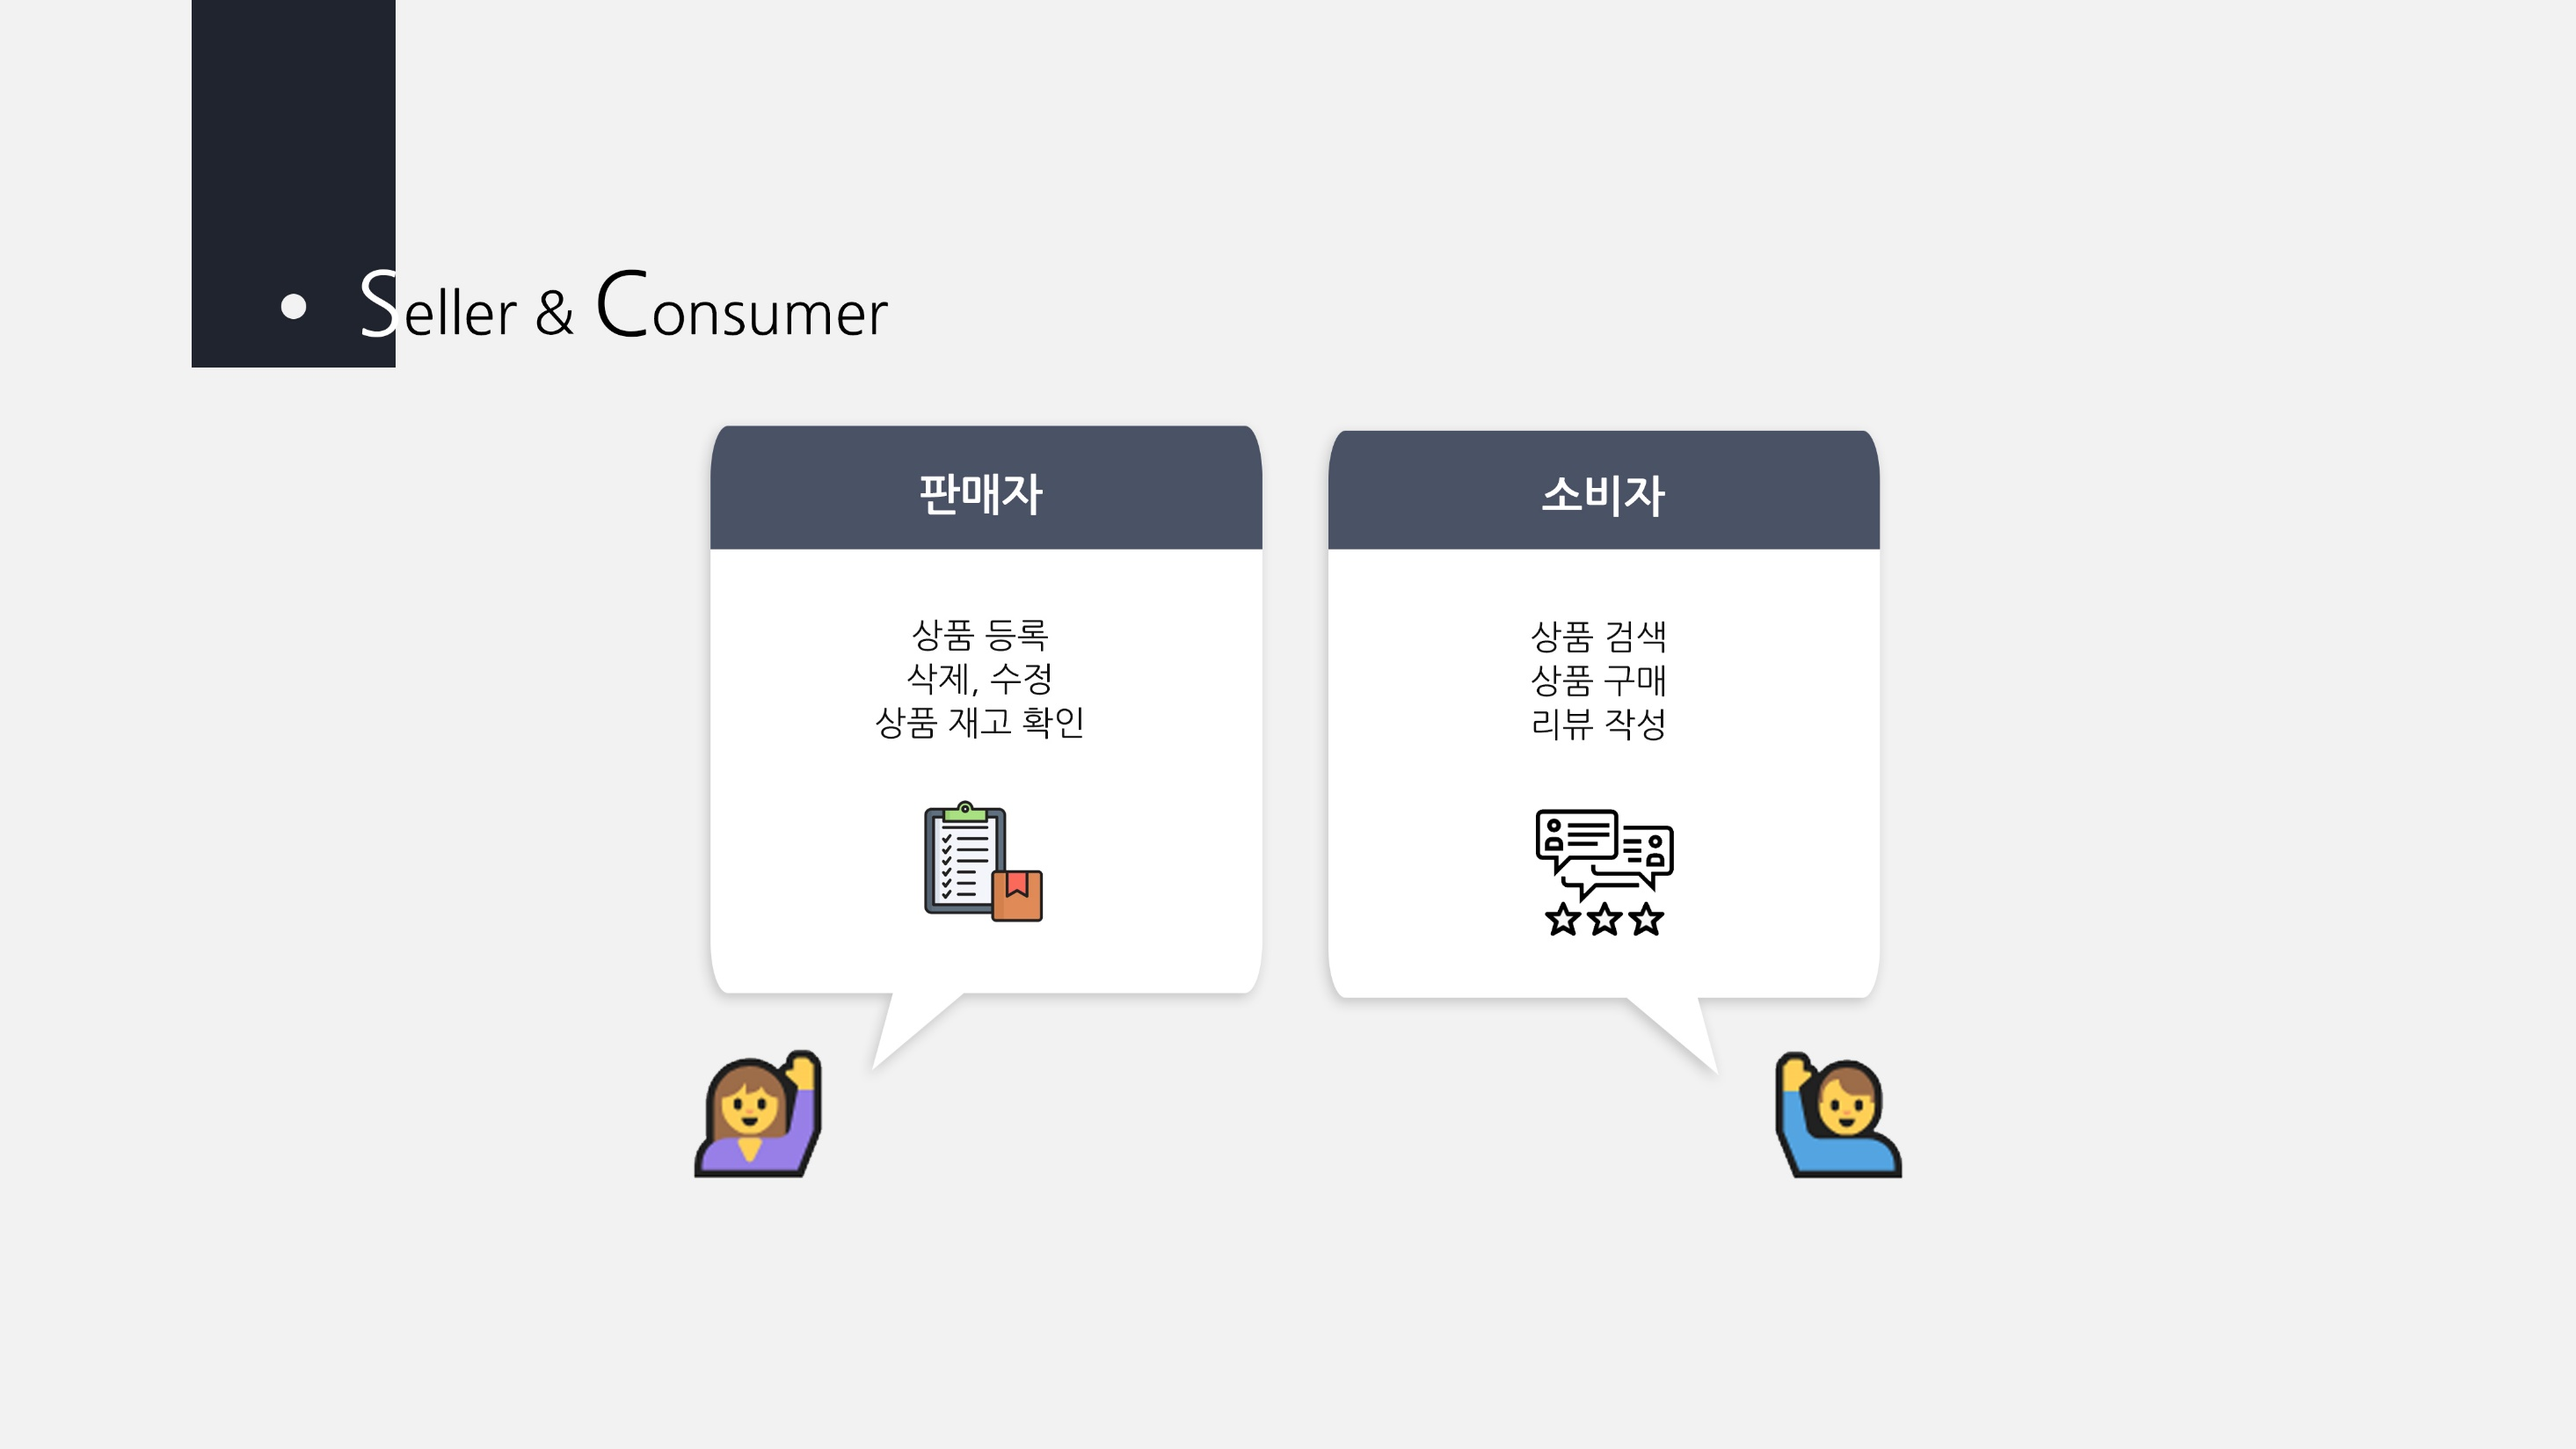 • Seller & Consumer
판매자
상품 등록
삭제, 수정
상품 재고 확인
소비자
상품 검색
상품 구매
리뷰 작성